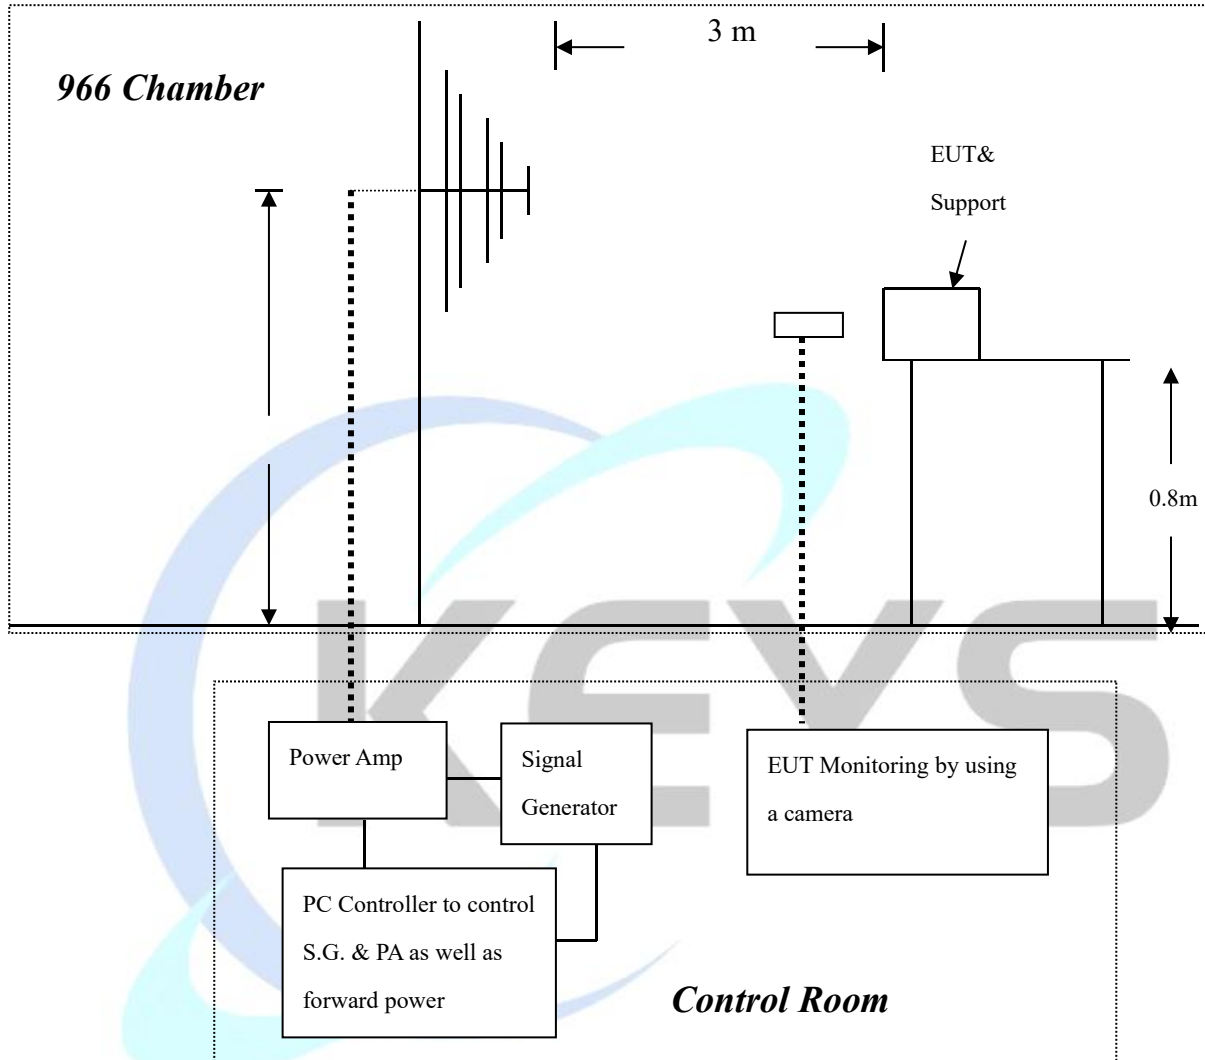 3 m
966 Chamber
EUT&
Support
0.8m
Power Amp
Signal
Generator
EUT Monitoring by using
a camera
PC Controller to control
S.G. & PA as well as
forward power
Control Room
KEYS